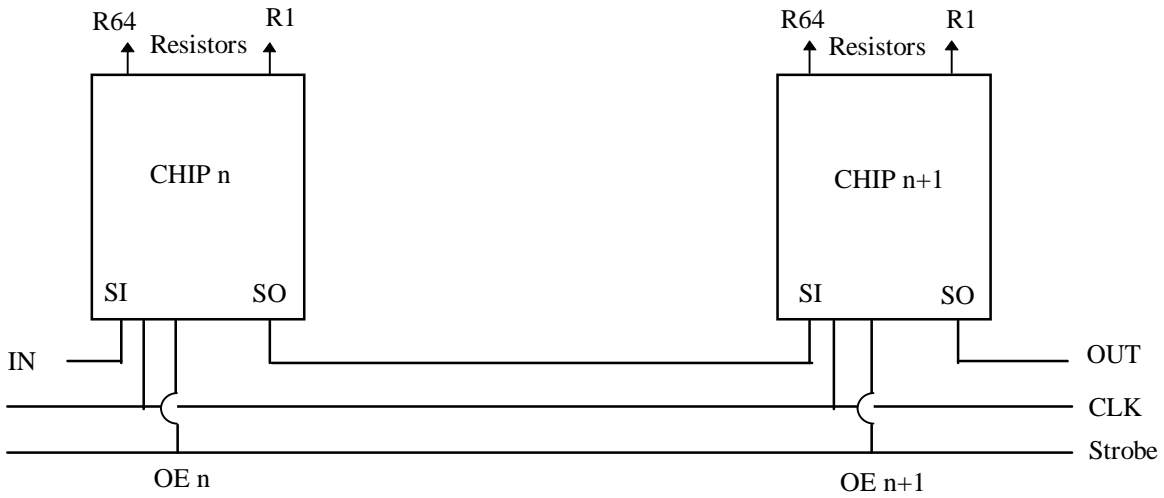 R64 R1 R64 R1
Resistors Resistors
CHIP n CHIP n+1
SI SO SI SO
IN OUT
CLK
Strobe
OE n OE n+1